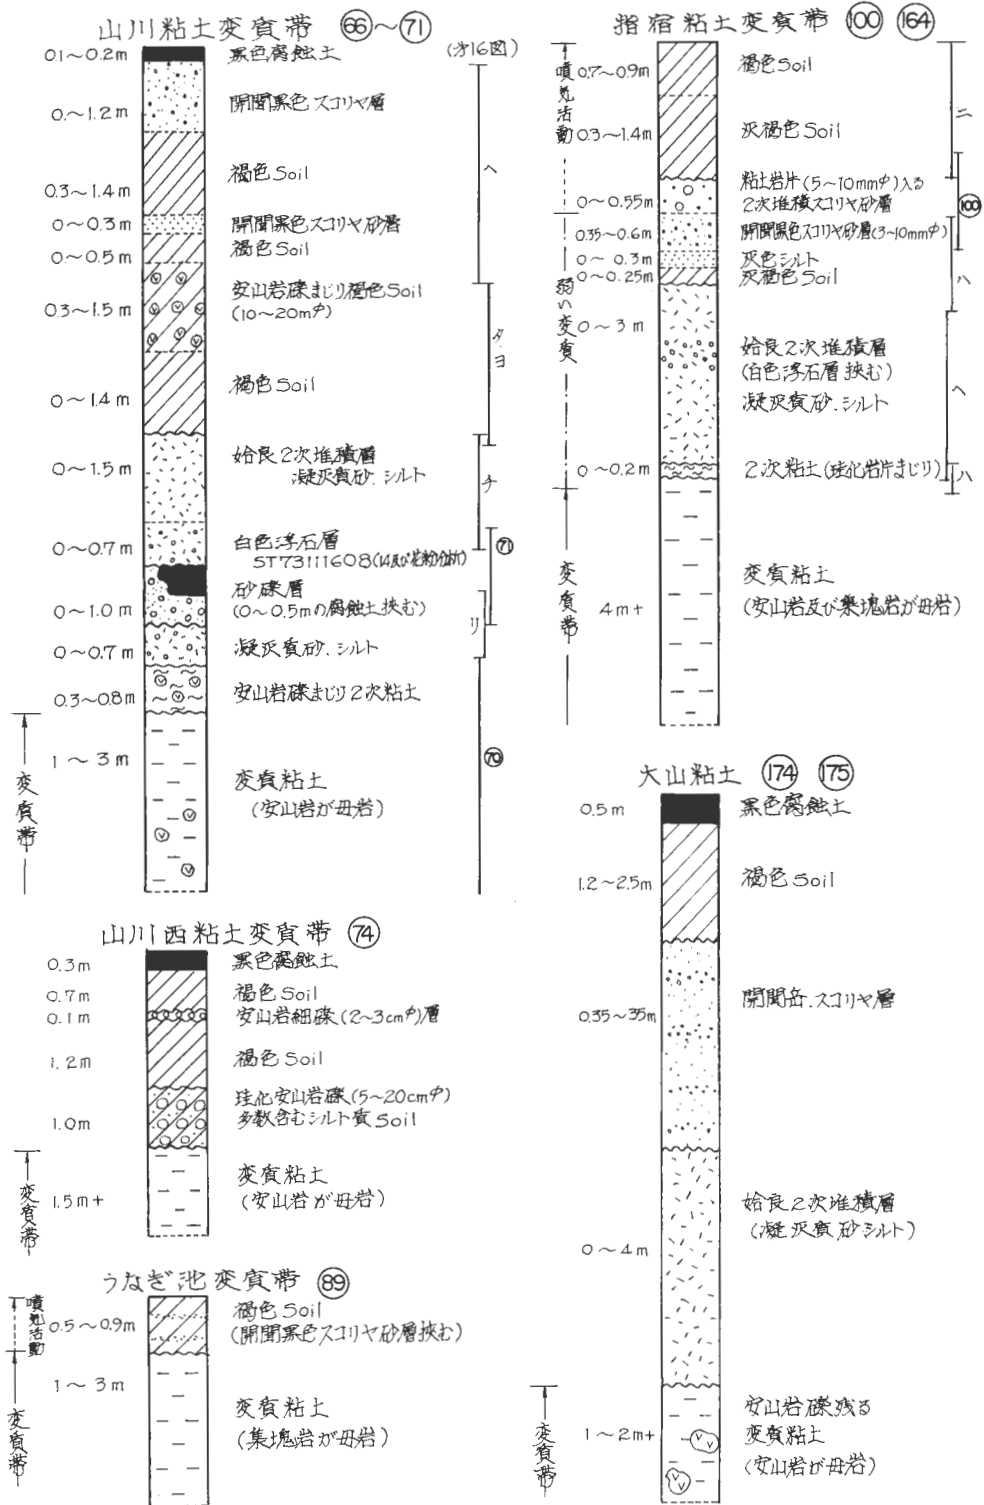 山川粘土変質帯 66～71
(才16図)
0.1～0.2m 黒色腐蝕土
0～1.2m 開聞黒色スコリヤ層
0.3～1.4m 褐色Soil
0～0.3m 開聞黒色スコリヤ砂層
0～0.5m 褐色Soil
0.3～1.5m 安山岩礫まじり褐色Soil
(10～20mφ)
0～1.4m 褐色Soil
0～1.5m 姶良2次堆積層
凝灰質砂.シルト
0～0.7m 白色浮石層
ST73111608
砂礫層
0～1.0m (0～0.5mの腐蝕土挟む)
0～0.7m 凝灰質砂.シルト
0.3～0.8m 安山岩礫まじり2次粘土
1～3m 変質粘土
(安山岩が母岩)
変質帯
ヘ
タ
ヨ
チ
71
リ
70
山川西粘土変質帯 74
0.3m 黒色腐蝕土
0.7m 褐色Soil
0.1m 安山岩細礫(2～3cmφ)層
1.2m 褐色Soil
珪化安山岩礫(5～20cmφ)
1.0m 多数含むシルト質Soil
変質粘土
1.5m+ (安山岩が母岩)
変質帯
うなぎ池変質帯 89
噴気活動
褐色Soil
0.5～0.9m (開聞黒色スコリヤ砂層挟む)
1～3m
変質粘土
(集塊岩が母岩)
変質帯
指宿粘土変質帯 100 164
噴気活動
0.7～0.9m 褐色Soil
0.3～1.4m 灰褐色Soil
粘土岩片(5～10mmφ)入る
0～0.55m 2次堆積スコリヤ砂層
0.35～0.6m 開聞黒色スコリヤ砂層(3～10mmφ)
0～0.3m 灰色シルト
0～0.25m 灰褐色Soil
弱い変質
0～3m
姶良2次堆積層
(白色浮石層挟む)
凝灰質砂.シルト
0～0.2m 2次粘土(珪化岩片まじり)
変質粘土
4m+ (安山岩及び集塊岩が母岩)
変質帯
ニ
100
ハ
ヘ
ハ
大山粘土 174 175
0.5m 黒色腐蝕土
1.2～2.5m 褐色Soil
0.35～35m 開聞岳.スコリヤ層
姶良2次堆積層
(凝灰質砂シルト)
0～4m
安山岩礫残る
1～2m+ 変質粘土
(安山岩が母岩)
変質帯